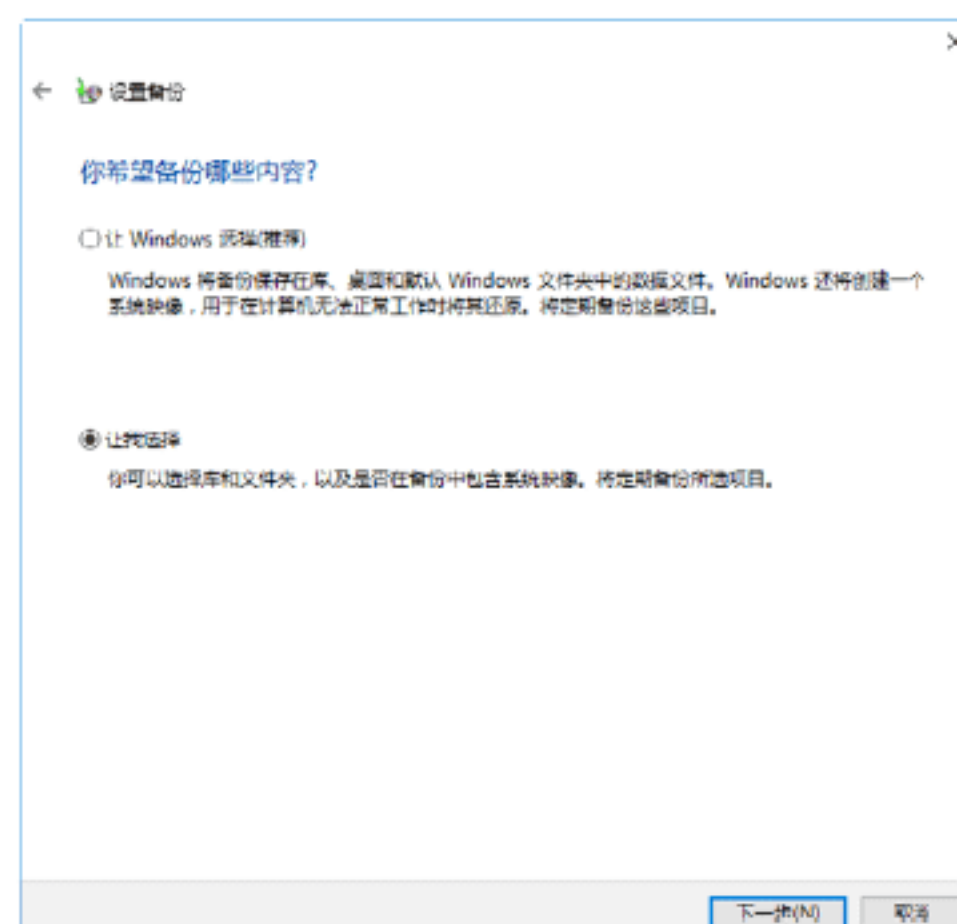 设置备份
你希望备份哪些内容?
让 Windows 选择(推荐)
Windows 将备份保存在库、桌面和默认 Windows 文件夹中的数据文件。Windows 还将创建一个
系统映像，用于在计算机无法正常工作时将其还原。将定期备份这些项目。
让我选择
你可以选择库和文件夹，以及是否在备份中包含系统映像。将定期备份所选项目。
下一步(N)
取消